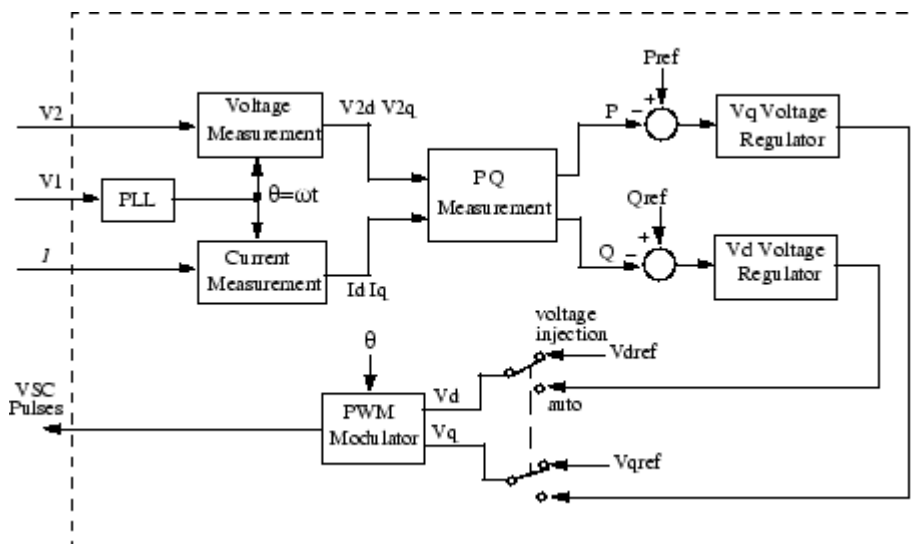 Pref
V2
Voltage
Measurement
V2d V2q
P
+
−
Vq Voltage
Regulator
V1
PLL
θ=ωt
PQ
Measurement
Qref
I
Current
Measurement
Id Iq
Q
+
−
Vd Voltage
Regulator
voltage
injection
θ
Vdref
VSC
Pulses
PWM
Modulator
Vd
Vq
auto
Vqref